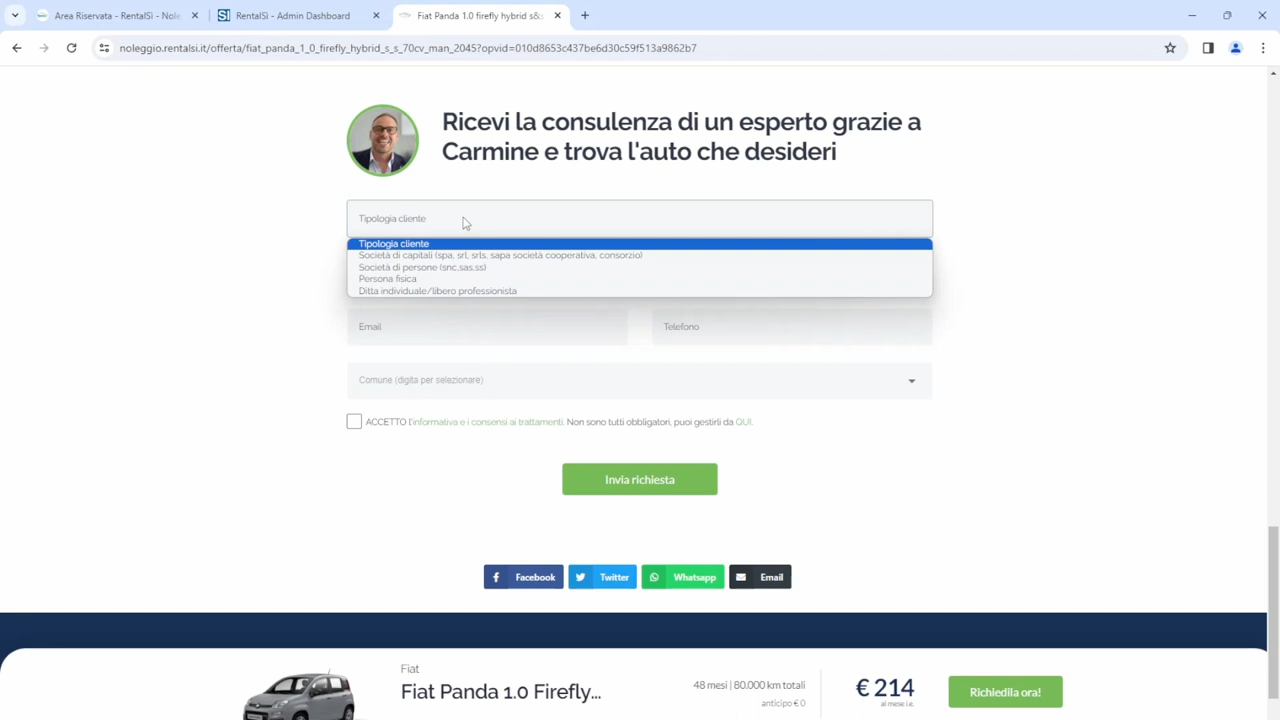 Area Riservata - RentalSì - Nole
RentalSì - Admin Dashboard
Fiat Panda 1.0 firefly hybrid s&s
noleggio.rentalsi.it/offerta/fiat_panda_1_0_firefly_hybrid_s_s_70cv_man_2045?opvid=010d8653c437be6d30c59f513a9862b7
Ricevi la consulenza di un esperto grazie a
Carmine e trova l'auto che desideri
Tipologia cliente
Tipologia cliente
Società di capitali (spa, srl, srls, sapa società cooperativa, consorzio)
Società di persone (snc,sas,ss)
Persona fisica
Ditta individuale/libero professionista
Email
Telefono
Comune (digita per selezionare)
ACCETTO l'informativa e i consensi ai trattamenti. Non sono tutti obbligatori, puoi gestirli da QUI.
Invia richiesta
Facebook
Twitter
Whatsapp
Email
Fiat
Fiat Panda 1.0 Firefly...
48 mesi | 80.000 km totali
anticipo € 0
€ 214
al mese i.e.
Richiedila ora!